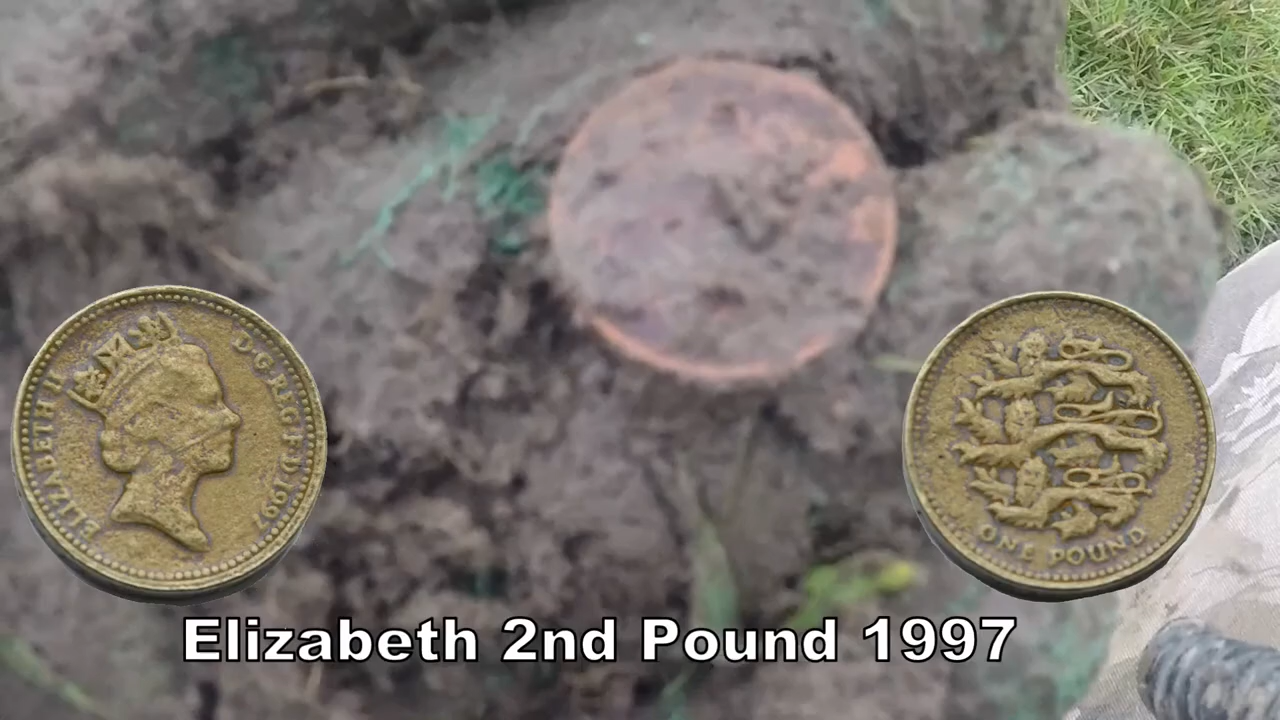 ELIZABETH II D·G·REG·F·D·1997
ONE POUND
Elizabeth 2nd Pound 1997